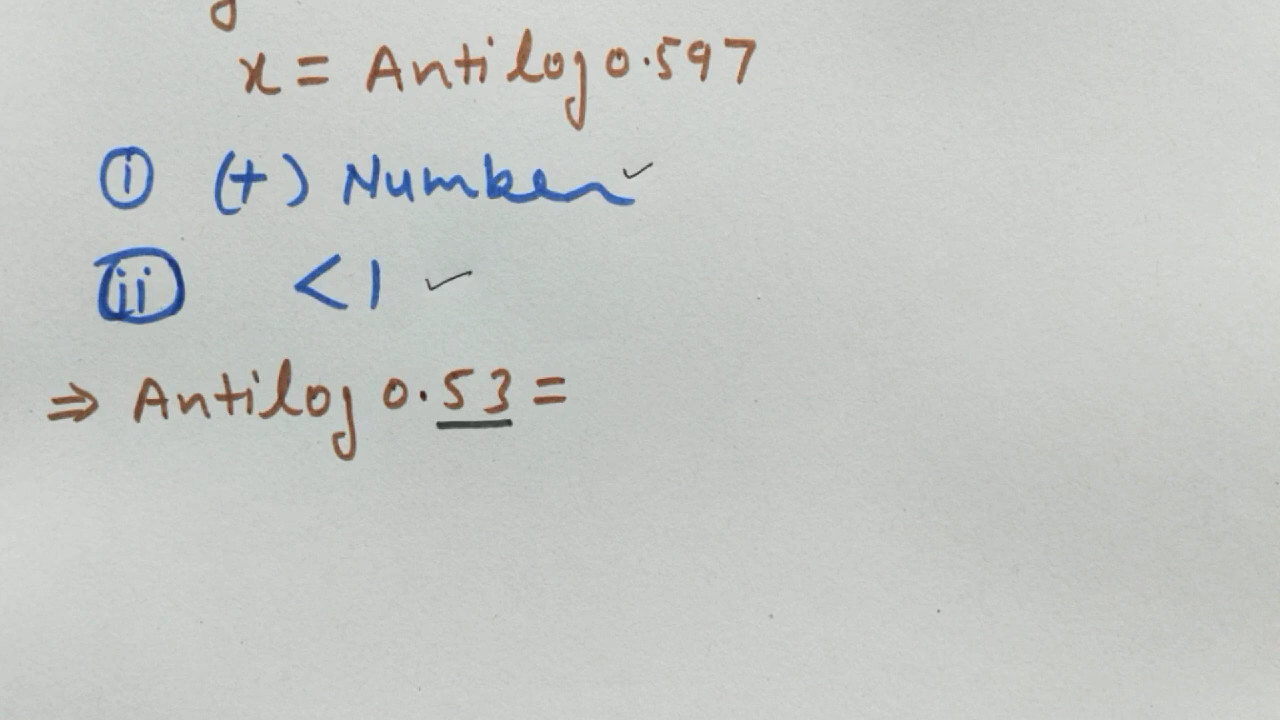 x = Antilog 0.597
(i) (+) Number ✓
(ii) <1 ✓
⇒ Antilog 0.53 =